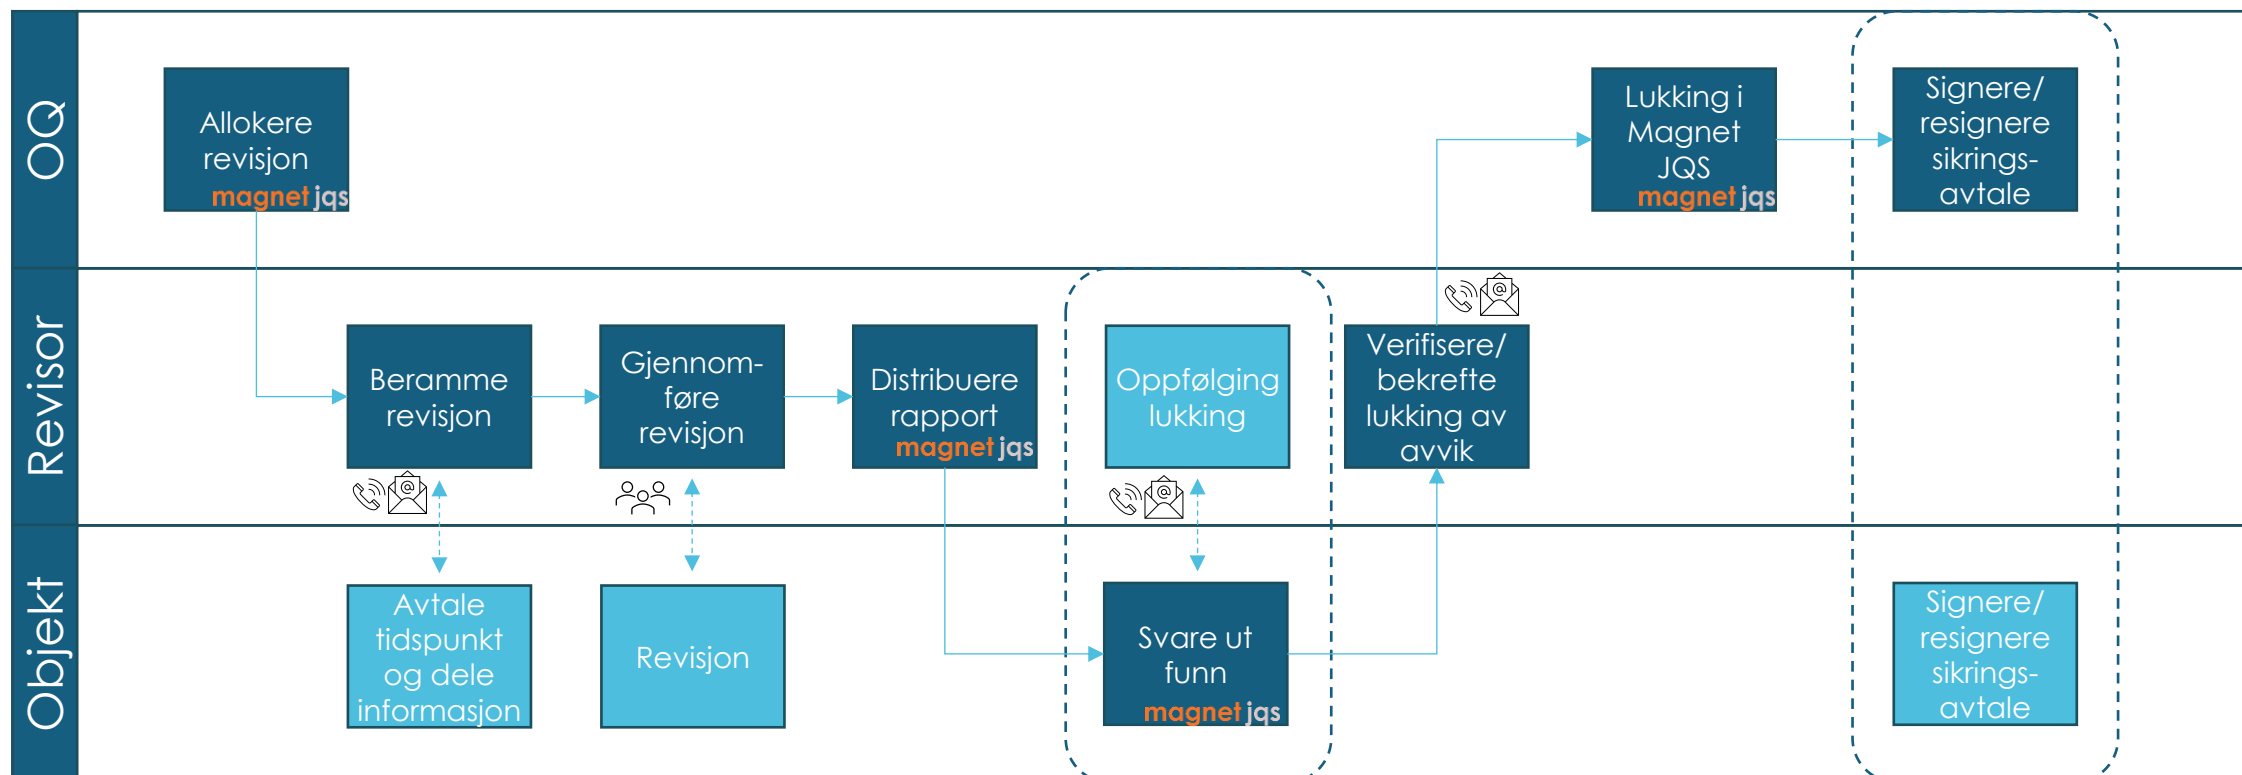 OQ
Allokere
revisjon
magnet jqs
Lukking i
Magnet
JQS
magnet jqs
Signere/
resignere
sikrings-
avtale
Revisor
Beramme
revisjon
Gjennom-
føre
revisjon
Distribuere
rapport
magnet jqs
Oppfølging
lukking
Verifisere/
bekrefte
lukking av
avvik
Objekt
Avtale
tidspunkt
og dele
informasjon
Revisjon
Svare ut
funn
magnet jqs
Signere/
resignere
sikrings-
avtale